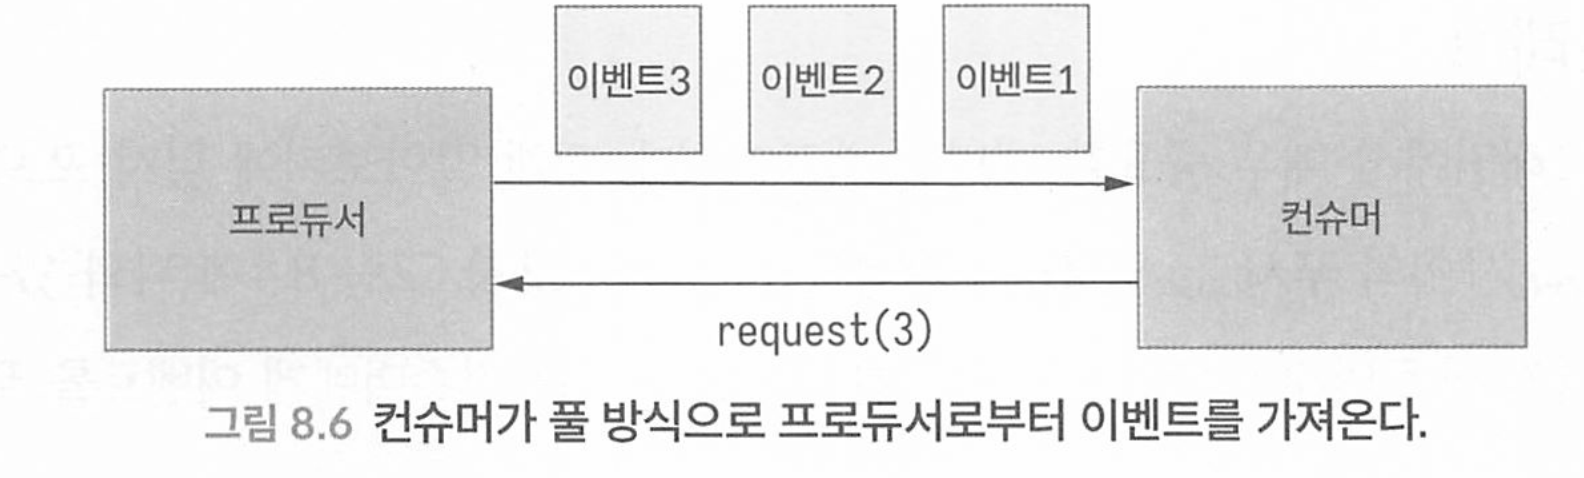 이벤트3 이벤트2 이벤트1
프로듀서 컨슈머
request(3)
그림 8.6 컨슈머가 풀 방식으로 프로듀서로부터 이벤트를 가져온다.